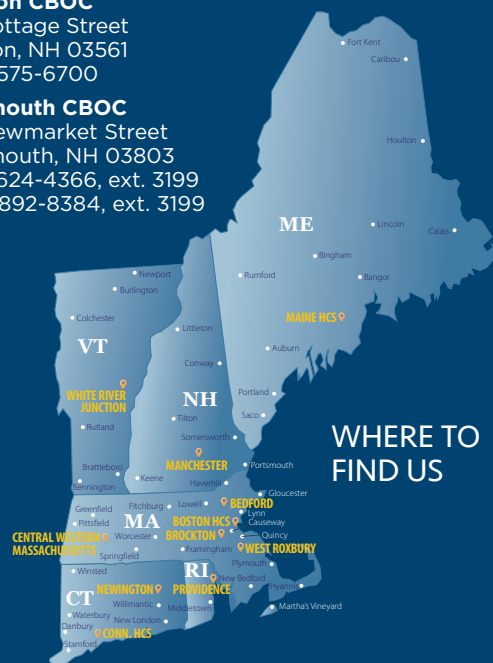 on CBOC
ottage Street
on, NH 03561
575-6700
mouth CBOC
ewmarket Street
mouth, NH 03803
624-4366, ext. 3199
892-8384, ext. 3199
Fort Kent
Caribou
Houlton
ME
Lincoln
Calais
Bingham
Newport
Rumford
Bangor
Burlington
MAINE HCS
Colchester
Littleton
VT
Auburn
Conway
WHITE RIVER
JUNCTION
NH
Portland
Saco
Tilton
Rutland
Somersworth
WHERE TO
FIND US
MANCHESTER
Portsmouth
Brattleboro
Keene
Haverhill
Bennington
Gloucester
Greenfield
Fitchburg
Lowell
BEDFORD
Lynn
Pittsfield
MA
BOSTON HCS
Causeway
CENTRAL WESTERN
MASSACHUSETTS
Worcester
BROCKTON
Quincy
Springfield
Framingham
WEST ROXBURY
Plymouth
Winsted
RI
New Bedford
NEWINGTON
PROVIDENCE
Hyannis
CT
Willimantic
Middletown
Martha's Vineyard
Waterbury
New London
Danbury
CONN. HCS
Stamford